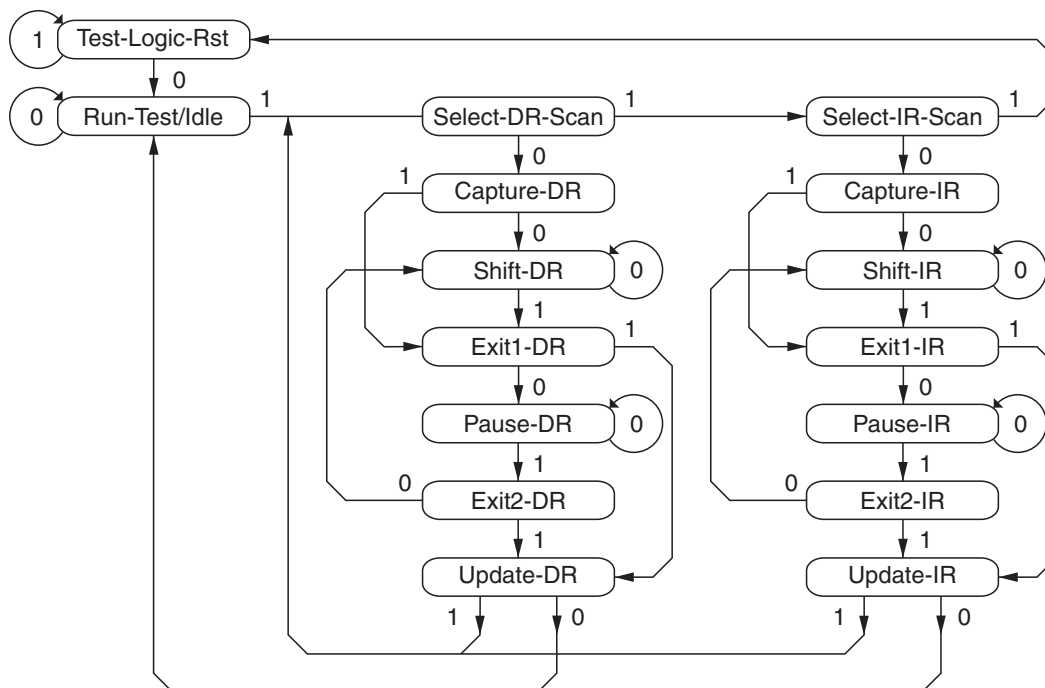 1 Test-Logic-Rst
0
0 Run-Test/Idle 1 Select-DR-Scan 1 Select-IR-Scan 1
0 0
1 Capture-DR 1 Capture-IR
0 0
Shift-DR 0 Shift-IR 0
1 1
Exit1-DR 1 Exit1-IR 1
0 0
Pause-DR 0 Pause-IR 0
1 1
0 Exit2-DR 0 Exit2-IR
1 1
Update-DR Update-IR
1 0 1 0